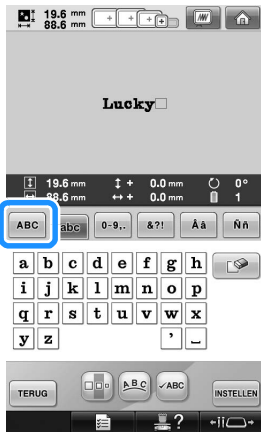 19.6 mm
88.6 mm
Lucky
19.6 mm + 0.0 mm 0°
88.6 mm + 0.0 mm 1
ABC abc 0-9,. &?! Ââ Ññ
a b c d e f g h
i j k l m n o p
q r s t u v w x
y z ' _
TERUG ABC ✓ABC INSTELLEN
?